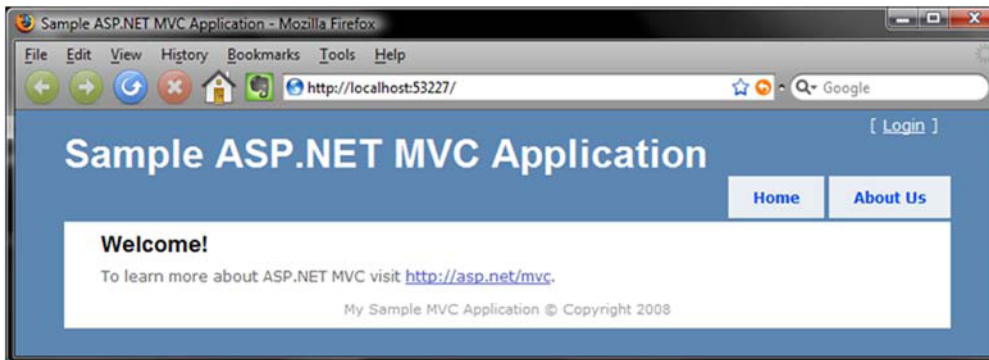 Sample ASP.NET MVC Application - Mozilla Firefox
File Edit View History Bookmarks Tools Help
http://localhost:53227/ Google
[ Login ]
Sample ASP.NET MVC Application
Home About Us
Welcome!
To learn more about ASP.NET MVC visit http://asp.net/mvc.
My Sample MVC Application © Copyright 2008